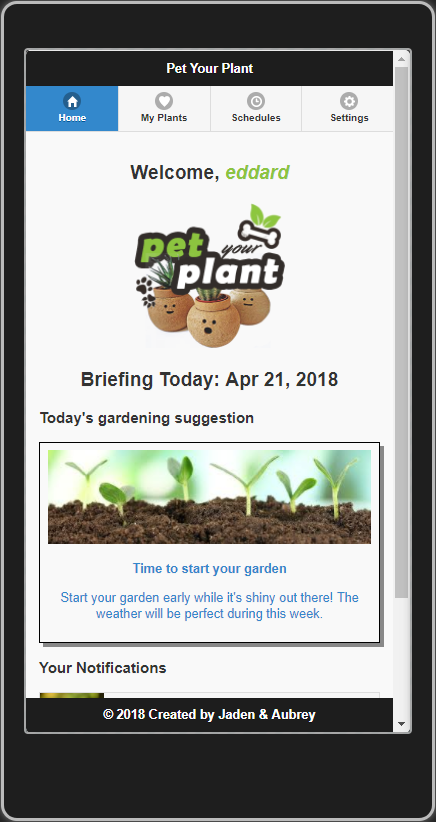 Pet Your Plant
Home
My Plants
Schedules
Settings
Welcome, eddard
pet your
plant
Briefing Today: Apr 21, 2018
Today's gardening suggestion
Time to start your garden
Start your garden early while it's shiny out there! The
weather will be perfect during this week.
Your Notifications
© 2018 Created by Jaden & Aubrey